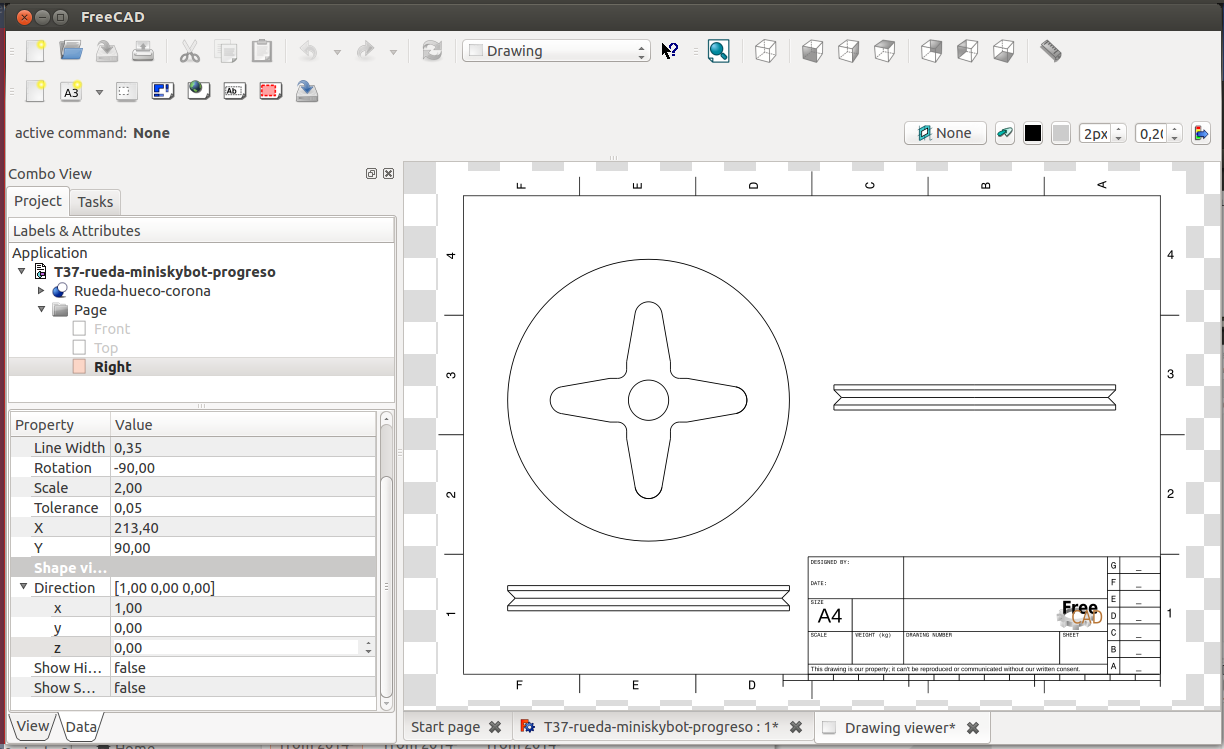 FreeCAD
Drawing
A3
Ab
active command: None
None
2px
0,2(
Combo View
Project
Tasks
Labels & Attributes
Application
T37-rueda-miniskybot-progreso
Rueda-hueco-corona
Page
Front
Top
Right
Property Value
Line Width 0,35
Rotation -90,00
Scale 2,00
Tolerance 0,05
X 213,40
Y 90,00
Shape vi...
Direction [1,00 0,00 0,00]
x 1,00
y 0,00
z 0,00
Show Hi... false
Show S... false
View
Data
F E D C B A
4 4
3 3
2 2
1 1
DESIGNED BY:
DATE:
SIZE
A4
SCALE
WEIGHT (kg)
DRAWING NUMBER
SHEET
Free
CAD
G _
F _
E _
D _
C _
B _
A _
This drawing is our property; it can't be reproduced or communicated without our written consent.
F E D
Start page
T37-rueda-miniskybot-progreso : 1*
Drawing viewer*